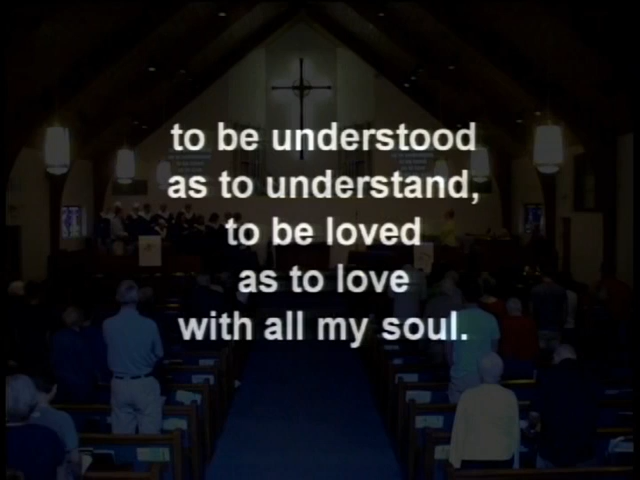 to be understood
as to understand,
to be loved
as to love
with all my soul.